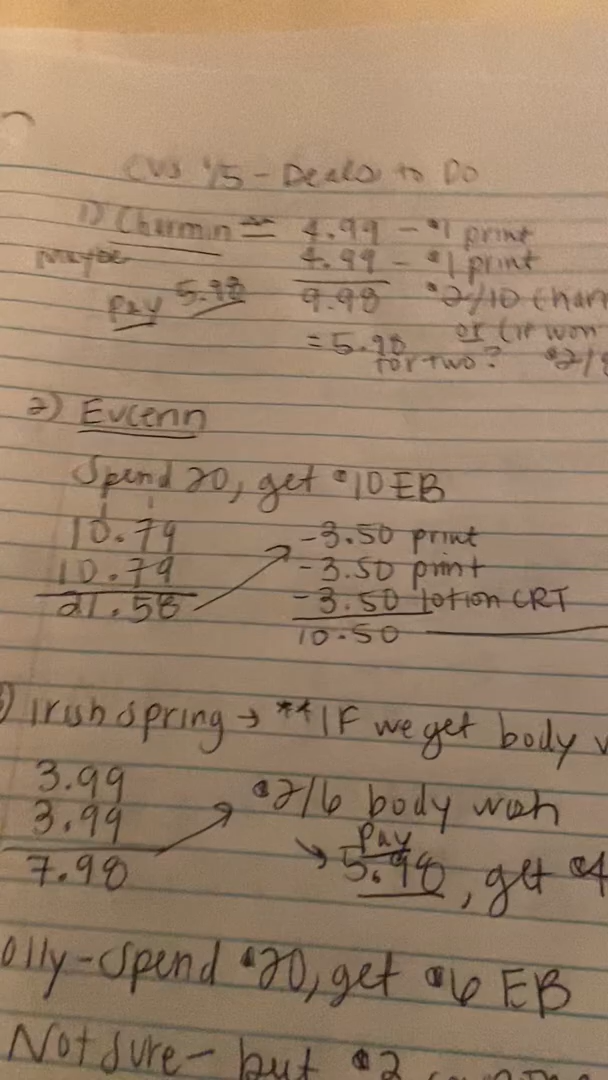 CVS 1/5 - Deals to Do
1) Charmin = 4.99 - $1 print
Maybe 4.99 - $1 print
Pay 5.98 9.98 $2/10 Char
= 5.98 or (it won
for two? $2/
2) Eucerin
Spend 20, get $10 EB
10.79 -3.50 print
10.79 -3.50 print
21.58 -3.50 lotion CRT
10.50
) Irish Spring → **IF we get body w
3.99 $2/6 body wash
3.99 Pay
7.98 → 5.98, get $4
Olly - Spend $20, get $6 EB
Not sure - but $2